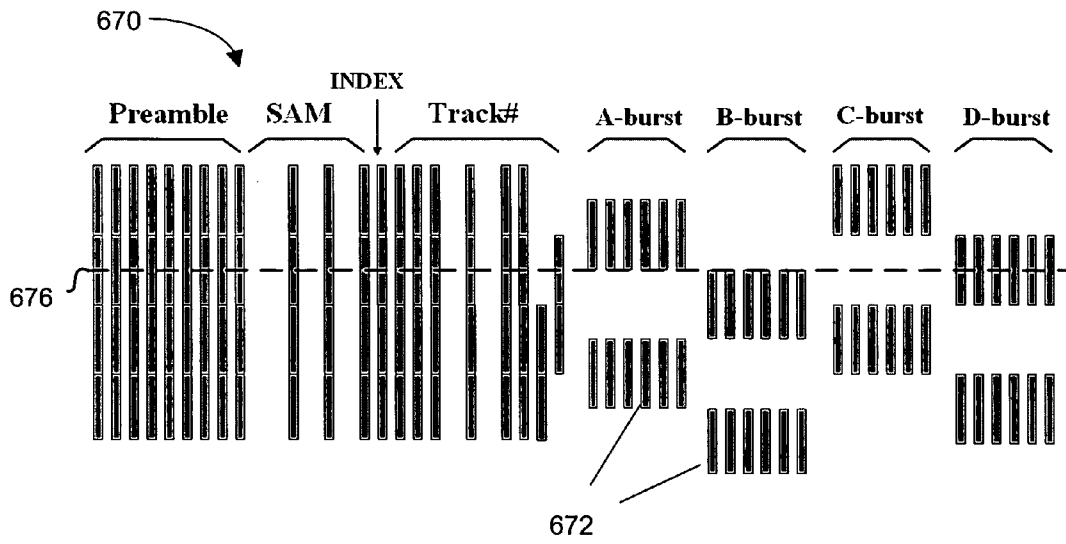 670
INDEX
Preamble
SAM
Track#
A-burst
B-burst
C-burst
D-burst
676
672